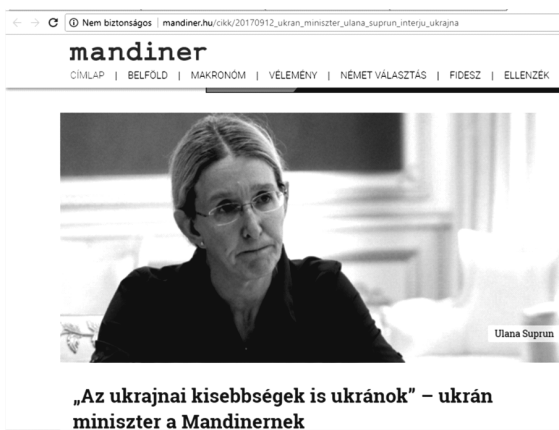 Nem biztonságos | mandiner.hu/cikk/20170912_ukran_miniszter_ulana_suprun_interju_ukrajna
mandiner
CÍMLAP | BELFÖLD | MAKRONÓM | VÉLEMÉNY | NÉMET VÁLASZTÁS | FIDESZ | ELLENZÉK
Ulana Suprun
„Az ukrajnai kisebbségek is ukránok” – ukrán
miniszter a Mandinernek